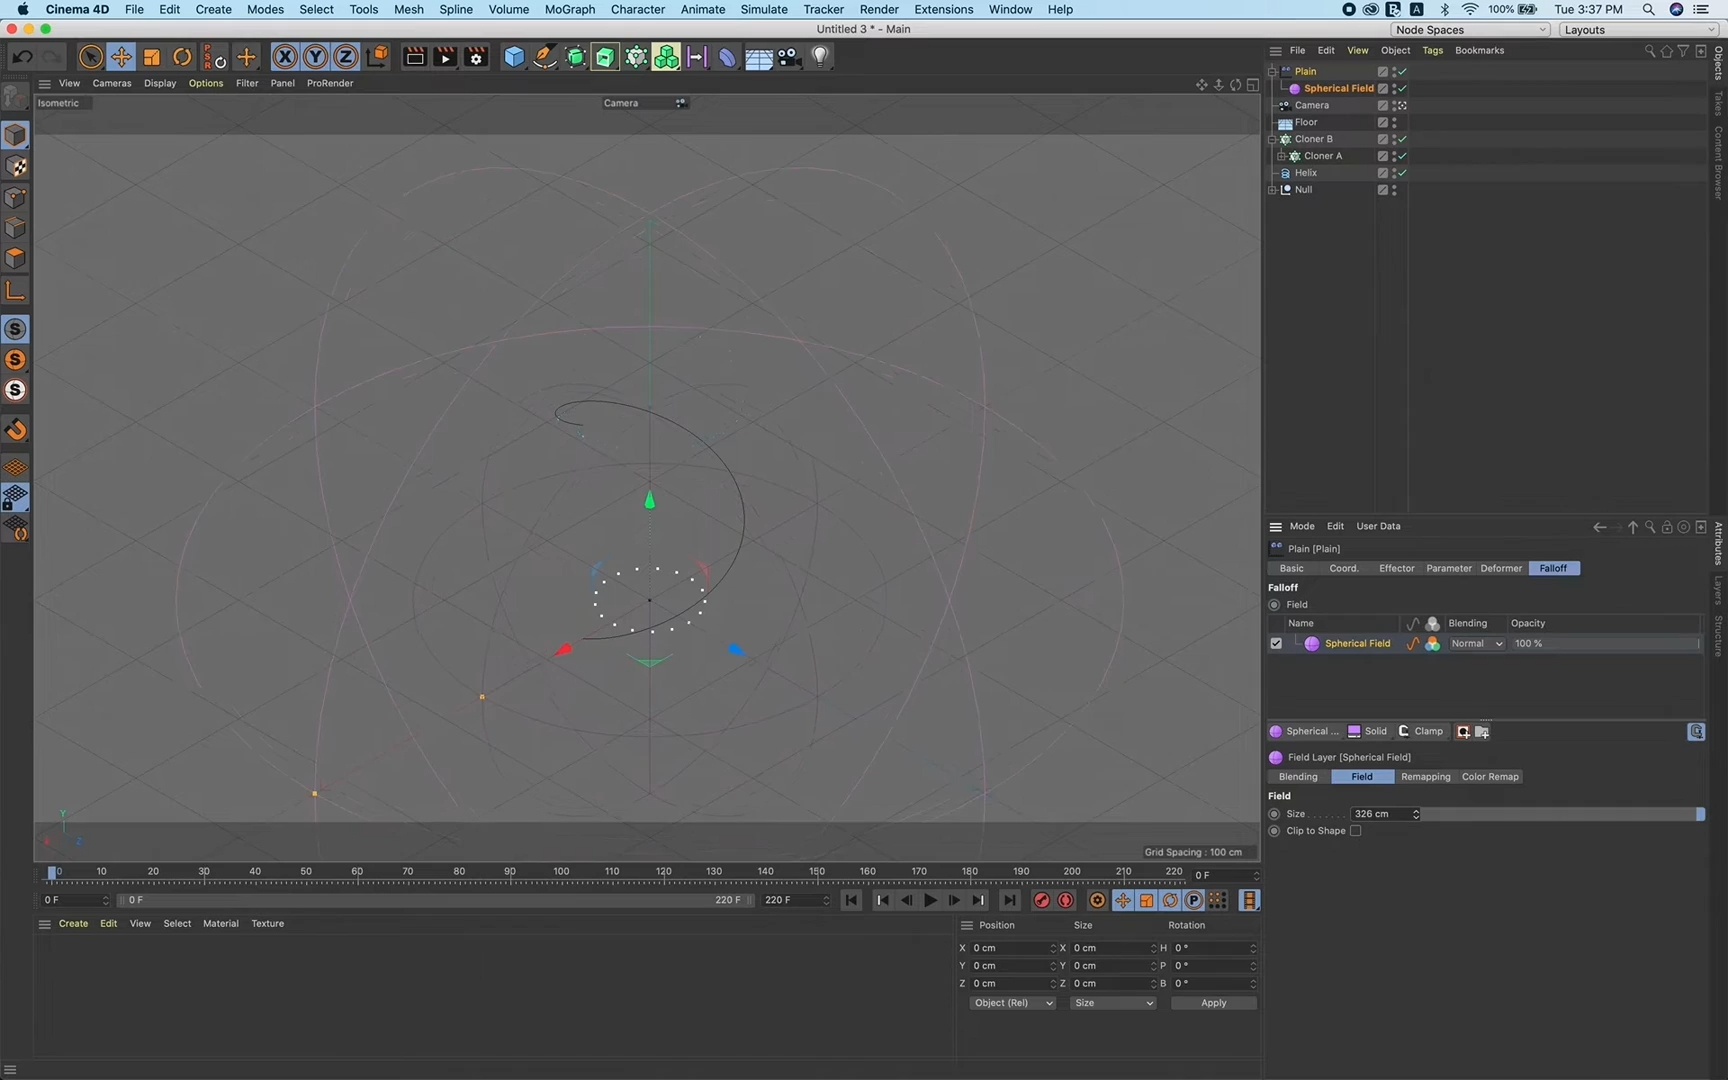 Cinema 4D File Edit Create Modes Select Tools Mesh Spline Volume MoGraph Character Animate Simulate Tracker Render Extensions Window Help 100% Tue 3:37 PM
Untitled 3 * - Main Node Spaces Layouts
File Edit View Object Tags Bookmarks
View Cameras Display Options Filter Panel ProRender
Isometric Camera
Plain
Spherical Field
Camera
Floor
Cloner B
Cloner A
Helix
Null
Objects
Takes
Content Browser
Mode Edit User Data
Plain [Plain]
Basic Coord. Effector Parameter Deformer Falloff
Falloff
Field
Name Blending Opacity
Spherical Field Normal 100 %
Spherical ... Solid Clamp
Field Layer [Spherical Field]
Blending Field Remapping Color Remap
Field
Size 326 cm
Clip to Shape
Attributes
Layers
Structure
Y
X Z
Grid Spacing : 100 cm
0 10 20 30 40 50 60 70 80 90 100 110 120 130 140 150 160 170 180 190 200 210 220 0 F
0 F 0 F 220 F 220 F
Create Edit View Select Material Texture
Position Size Rotation
X 0 cm X 0 cm H 0 °
Y 0 cm Y 0 cm P 0 °
Z 0 cm Z 0 cm B 0 °
Object (Rel) Size Apply